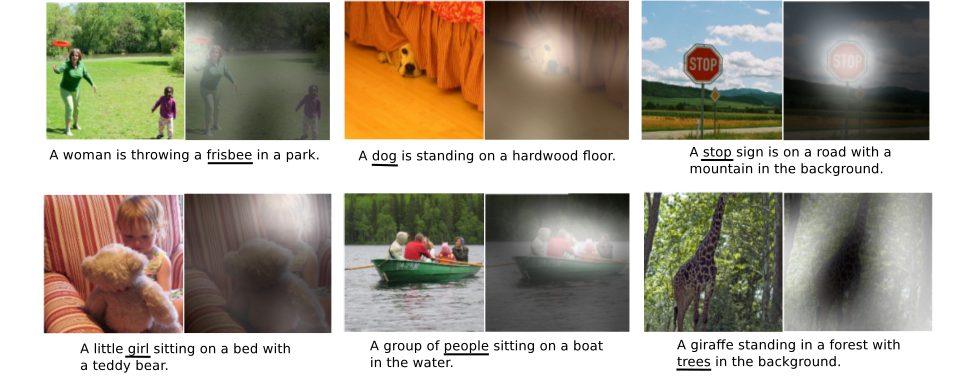 STOP
STOP
A woman is throwing a frisbee in a park.
A dog is standing on a hardwood floor.
A stop sign is on a road with a
mountain in the background.
A little girl sitting on a bed with
a teddy bear.
A group of people sitting on a boat
in the water.
A giraffe standing in a forest with
trees in the background.